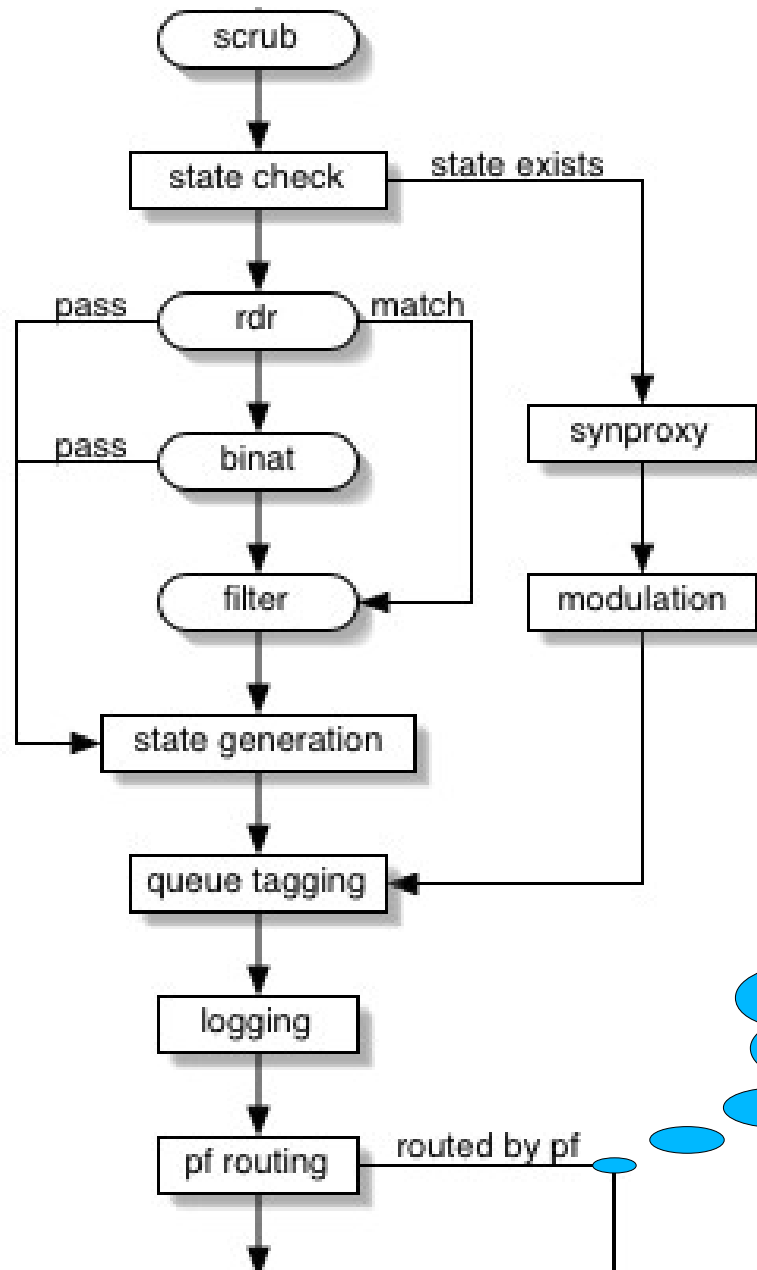 scrub
state check
state exists
pass
rdr
match
pass
binat
synproxy
filter
modulation
state generation
queue tagging
logging
pf routing
routed by pf